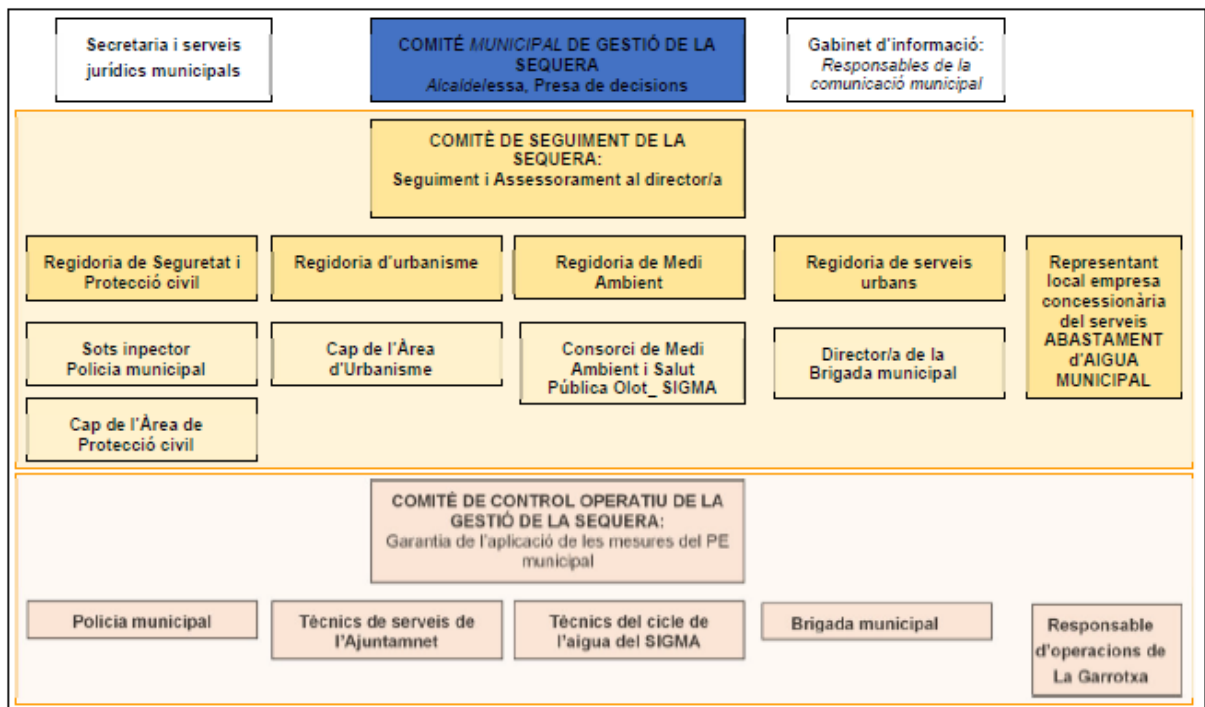 Secretaria i serveis
jurídics municipals
COMITÉ MUNICIPAL DE GESTIÓ DE LA
SEQUERA
Alcaldelessa, Presa de decisions
Gabinet d'informació:
Responsables de la
comunicació municipal
COMITÈ DE SEGUIMENT DE LA
SEQUERA:
Seguiment i Assessorament al director/a
Regidoria de Seguretat i
Protecció civil
Regidoria d'urbanisme
Regidoria de Medi
Ambient
Regidoria de serveis
urbans
Representant
local empresa
concessionària
del serveis
ABASTAMENT
d'AIGUA
MUNICIPAL
Sots inpector
Policia municipal
Cap de l'Àrea
d'Urbanisme
Consorci de Medi
Ambient i Salut
Pública Olot_ SIGMA
Director/a de la
Brigada municipal
Cap de l'Àrea de
Protecció civil
COMITÈ DE CONTROL OPERATIU DE LA
GESTIÓ DE LA SEQUERA:
Garantia de l'aplicació de les mesures del PE
municipal
Policia municipal
Tècnics de serveis de
l'Ajuntamnet
Tècnics del cicle de
l'aigua del SIGMA
Brigada municipal
Responsable
d'operacions de
La Garrotxa